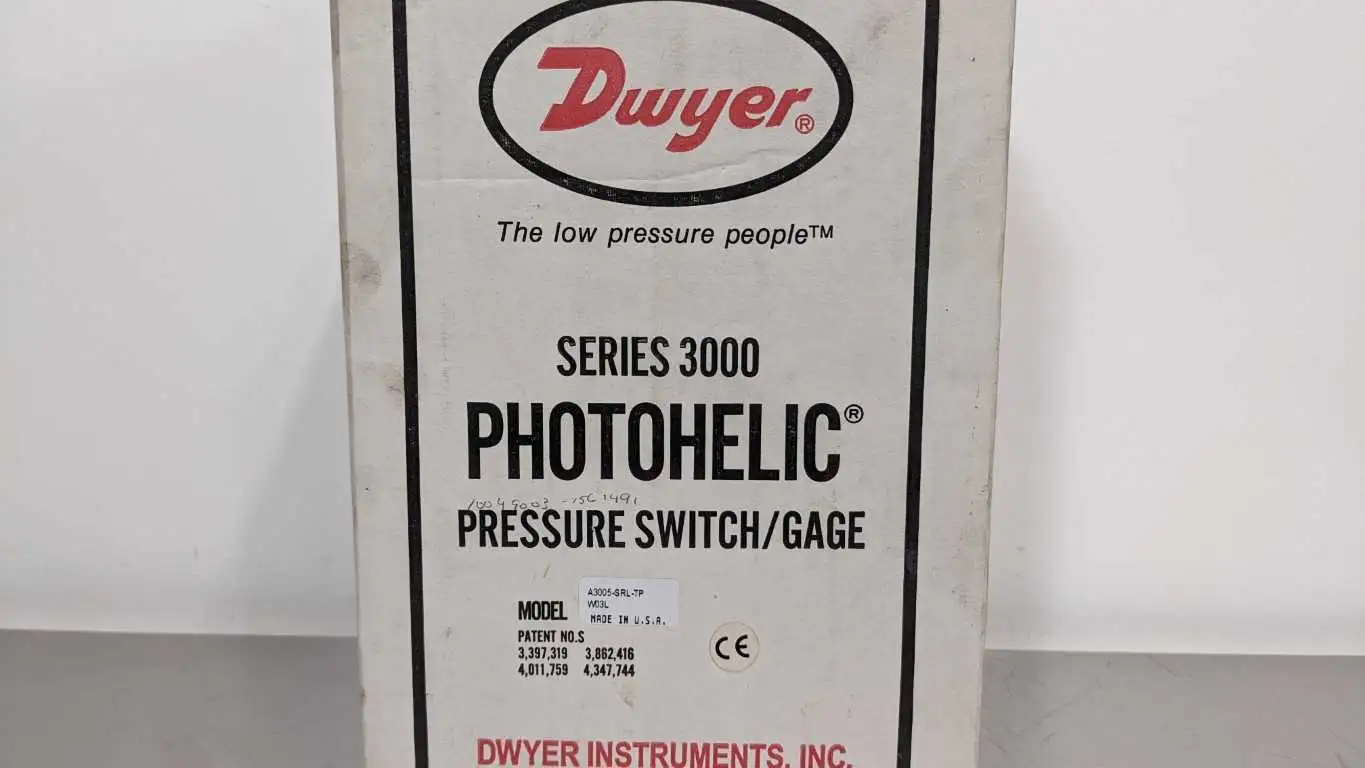 Dwyer®
The low pressure people™
SERIES 3000
PHOTOHELIC®
PRESSURE SWITCH/GAGE
A3005-SRL-TP
W03L
MODEL MADE IN U.S.A.
PATENT NO.S
3,397,319 3,862,416
4,011,759 4,347,744
CE
DWYER INSTRUMENTS, INC.